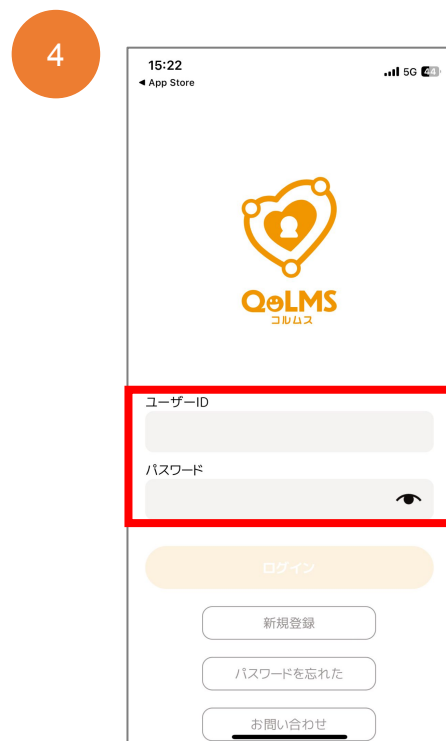 4
15:22
◀ App Store
5G 44
QOLMS
コルムス
ユーザーID
パスワード
ログイン
新規登録
パスワードを忘れた
お問い合わせ